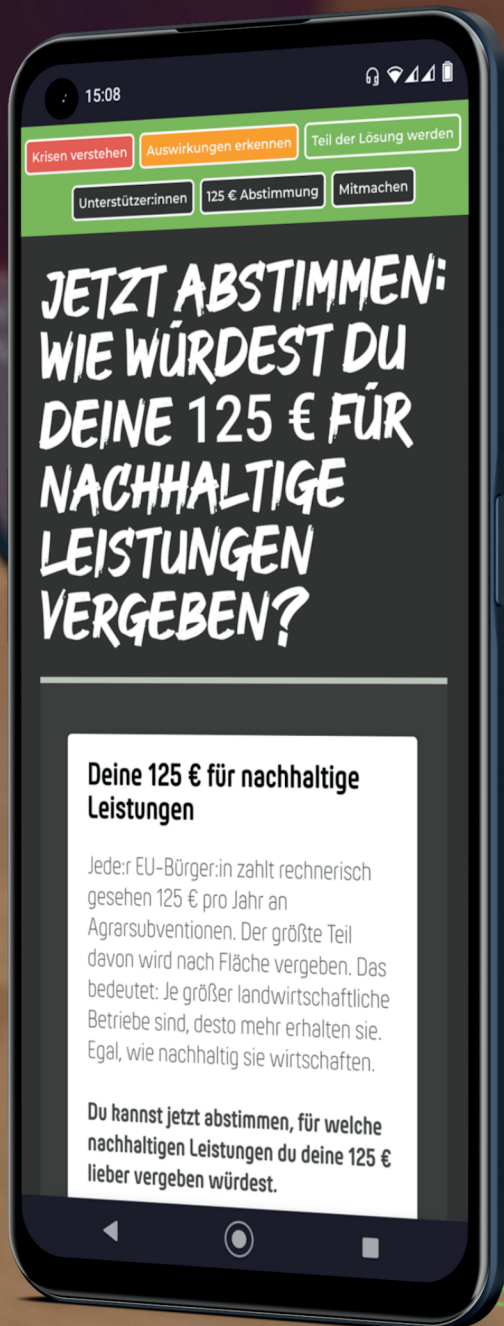 15:08
Krisen verstehen
Auswirkungen erkennen
Teil der Lösung werden
Unterstützer:innen
125 € Abstimmung
Mitmachen
JETZT ABSTIMMEN:
WIE WÜRDEST DU
DEINE 125 € FÜR
NACHHALTIGE
LEISTUNGEN
VERGEBEN?
Deine 125 € für nachhaltige
Leistungen
Jede:r EU-Bürger:in zahlt rechnerisch
gesehen 125 € pro Jahr an
Agrarsubventionen. Der größte Teil
davon wird nach Fläche vergeben. Das
bedeutet: Je größer landwirtschaftliche
Betriebe sind, desto mehr erhalten sie.
Egal, wie nachhaltig sie wirtschaften.
Du kannst jetzt abstimmen, für welche
nachhaltigen Leistungen du deine 125 €
lieber vergeben würdest.